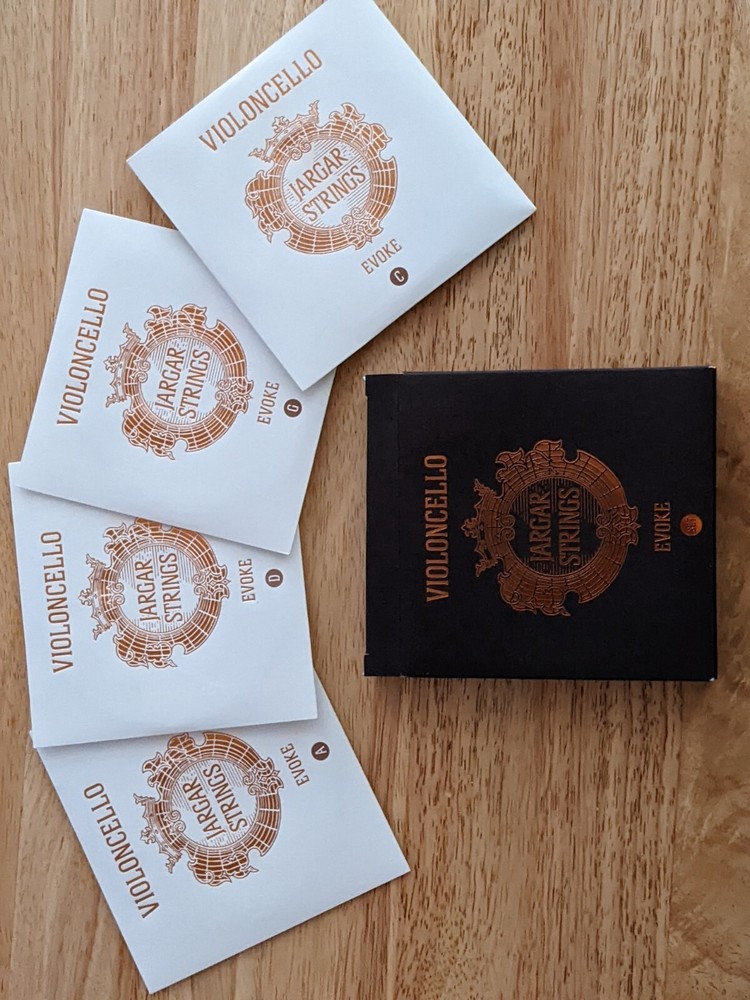 VIOLONCELLO
JARGAR
STRINGS
EVOKE
C
VIOLONCELLO
JARGAR
STRINGS
EVOKE
G
VIOLONCELLO
JARGAR
STRINGS
EVOKE
D
VIOLONCELLO
JARGAR
STRINGS
EVOKE
A
VIOLONCELLO
JARGAR
STRINGS
EVOKE
SET